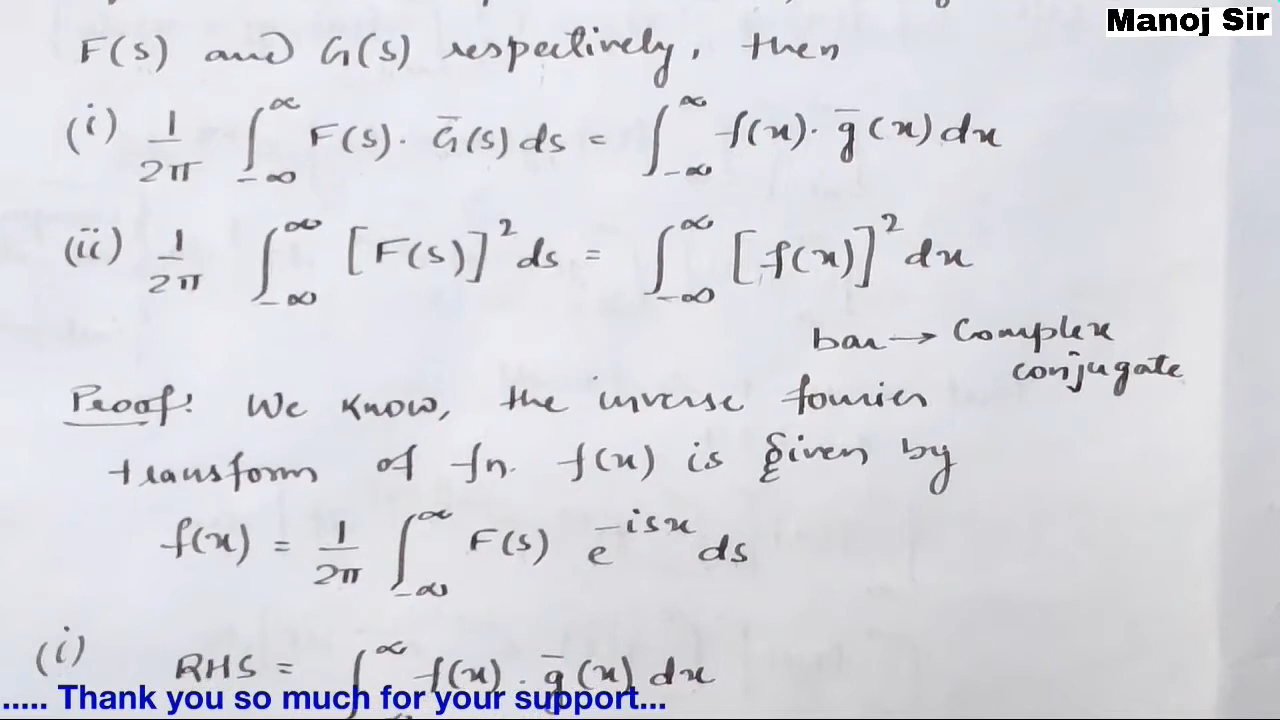 Manoj Sir
F(s) and G(s) respectively, then
(i) 1/2π ∫_{-∞}^{∞} F(s). G̅(s) ds = ∫_{-∞}^{∞} f(x). g̅(x) dx
(ii) 1/2π ∫_{-∞}^{∞} [F(s)]² ds = ∫_{-∞}^{∞} [f(x)]² dx
bar → Complex
conjugate
Proof: We know, the inverse fourier
transform of fn. f(x) is given by
f(x) = 1/2π ∫_{-∞}^{∞} F(s) e^{-isx} ds
(i) RHS = ∫^{∞} f(x). g̅(x) dx
..... Thank you so much for your support...